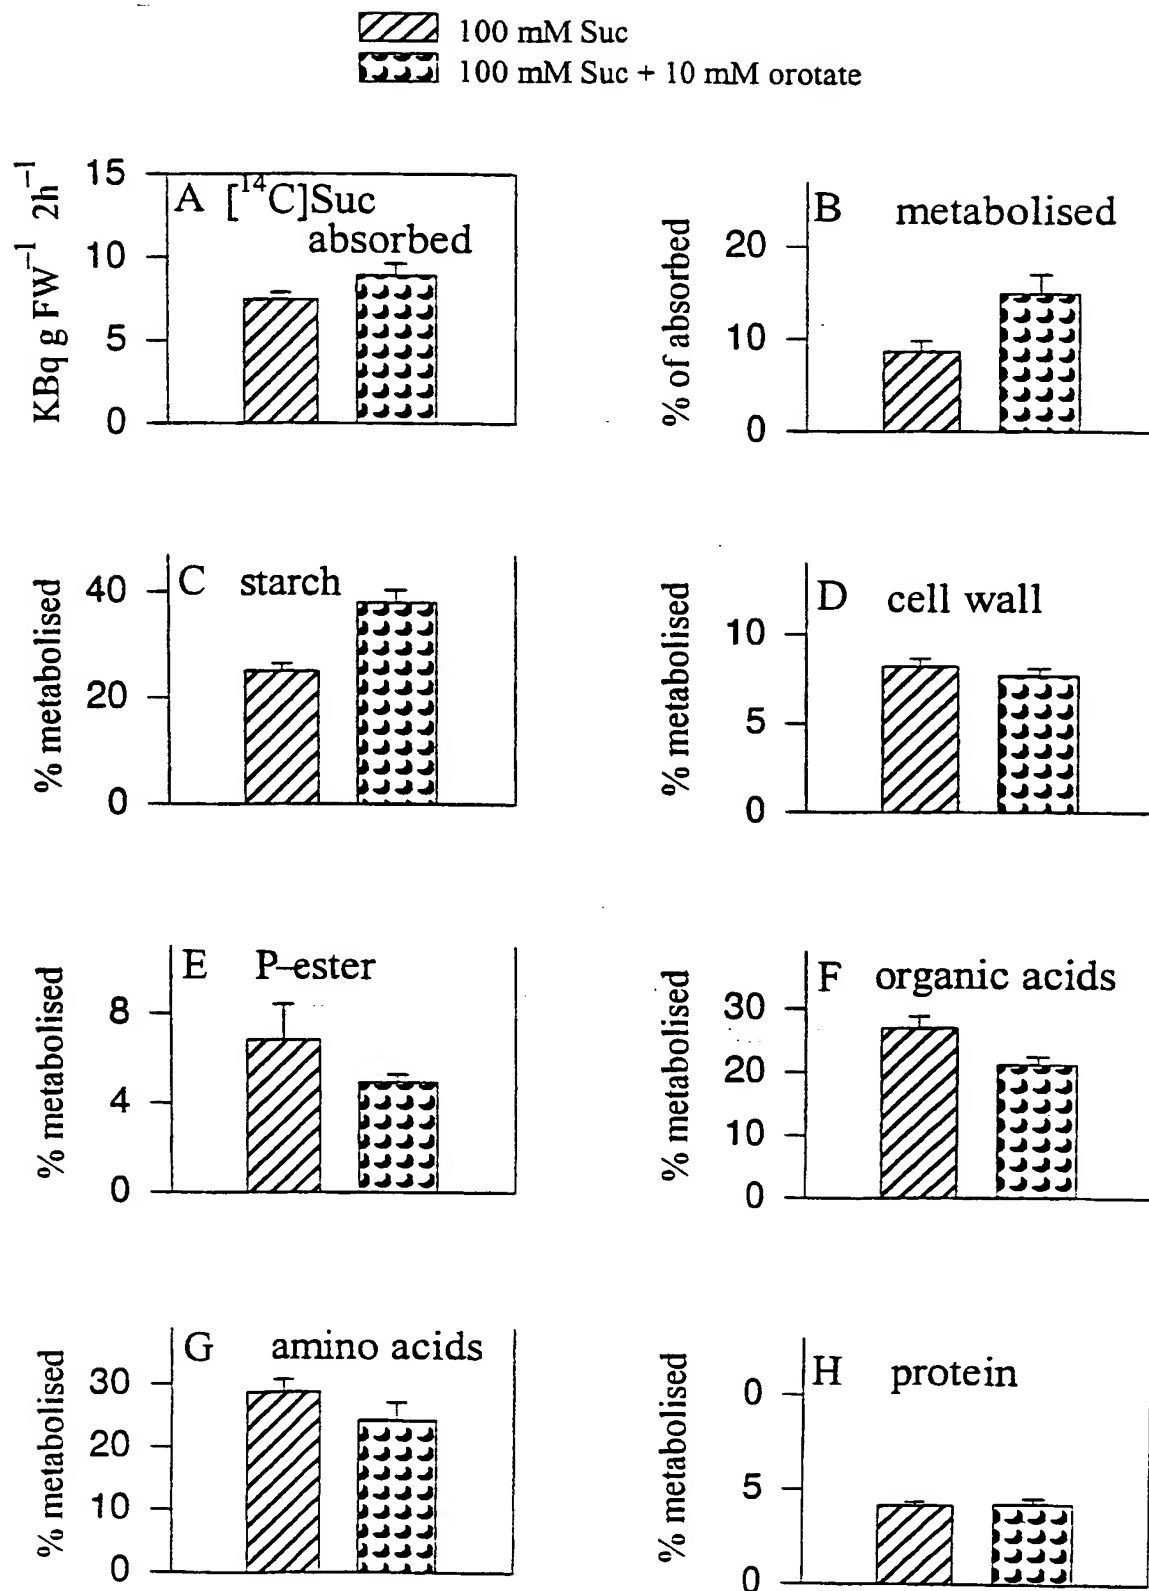 100 mM Suc
100 mM Suc + 10 mM orotate
KBq g FW⁻¹ 2h⁻¹
15
10
5
0
A [¹⁴C]Suc
absorbed
% of absorbed
20
10
0
B metabolised
% metabolised
40
20
0
C starch
% metabolised
10
5
0
D cell wall
% metabolised
8
4
0
E P–ester
% metabolised
30
20
10
0
F organic acids
% metabolised
30
20
10
0
G amino acids
% metabolised
0
5
0
H protein